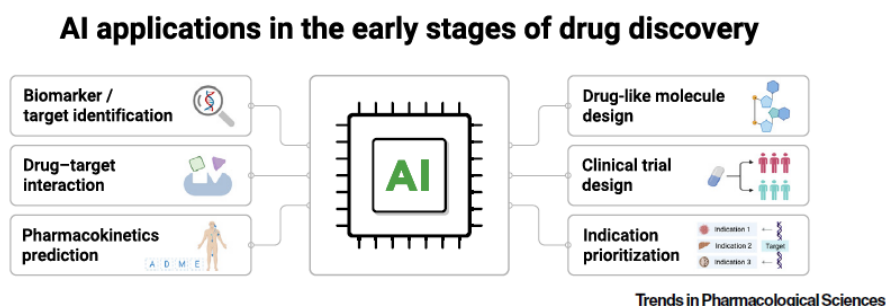 AI applications in the early stages of drug discovery
Biomarker /
target identification
Drug–target
interaction
Pharmacokinetics
prediction
A D M E
AI
Drug-like molecule
design
Clinical trial
design
Indication
prioritization
Indication 1
Indication 2
Target
Indication 3
Trends in Pharmacological Sciences